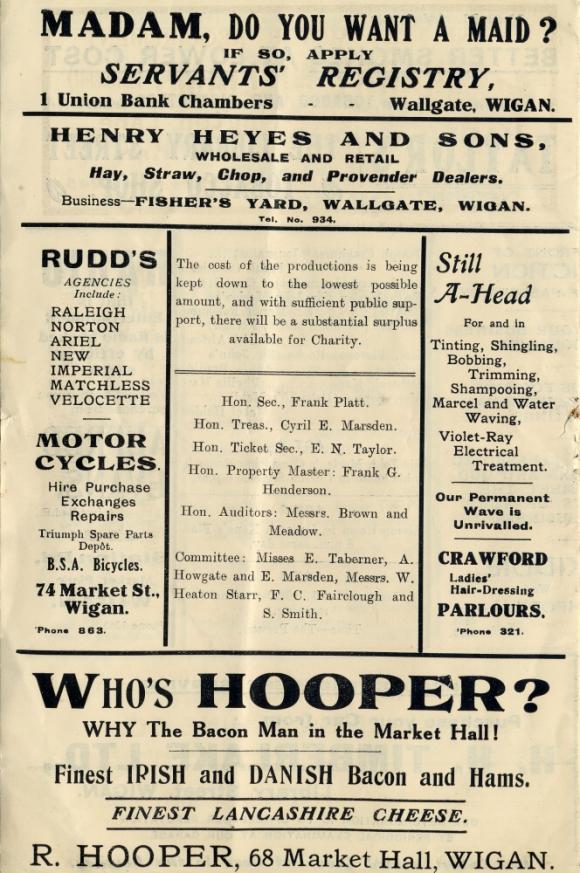 MADAM, DO YOU WANT A MAID?
IF SO, APPLY
SERVANTS' REGISTRY,
1 Union Bank Chambers - - Wallgate, WIGAN.
HENRY HEYES AND SONS,
WHOLESALE AND RETAIL
Hay, Straw, Chop, and Provender Dealers.
Business—FISHER'S YARD, WALLGATE, WIGAN.
Tel. No. 934.
RUDD'S
AGENCIES
Include:
RALEIGH
NORTON
ARIEL
NEW
IMPERIAL
MATCHLESS
VELOCETTE
MOTOR
CYCLES.
Hire Purchase
Exchanges
Repairs
Triumph Spare Parts
Depôt.
B.S.A. Bicycles.
74 Market St.,
Wigan.
'Phone 863.
The cost of the productions is being
kept down to the lowest possible
amount, and with sufficient public sup-
port, there will be a substantial surplus
available for Charity.
Hon. Sec., Frank Platt.
Hon. Treas., Cyril E. Marsden.
Hon. Ticket Sec., E. N. Taylor.
Hon. Property Master: Frank G.
Henderson.
Hon. Auditors: Messrs. Brown and
Meadow.
Committee: Misses E. Taberner, A.
Howgate and E. Marsden, Messrs. W.
Heaton Starr, F. C. Fairclough and
S. Smith.
Still
A-Head
For and in
Tinting, Shingling,
Bobbing,
Trimming,
Shampooing,
Marcel and Water
Waving,
Violet-Ray
Electrical
Treatment.
Our Permanent
Wave is
Unrivalled.
CRAWFORD
Ladies'
Hair-Dressing
PARLOURS.
'Phone 321.
WHO'S HOOPER?
WHY The Bacon Man in the Market Hall!
Finest IRISH and DANISH Bacon and Hams.
FINEST LANCASHIRE CHEESE.
R. HOOPER, 68 Market Hall, WIGAN.